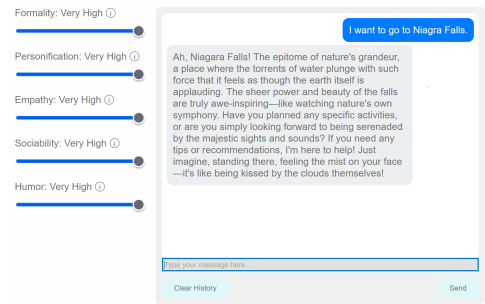 Formality: Very High
Personification: Very High
Empathy: Very High
Sociability: Very High
Humor: Very High
I want to go to Niagra Falls.
Ah, Niagara Falls! The epitome of nature's grandeur,
a place where the torrents of water plunge with such
force that it feels as though the earth itself is
applauding. The sheer power and beauty of the falls
are truly awe-inspiring—like watching nature's own
symphony. Have you planned any specific activities,
or are you simply looking forward to being serenaded
by the majestic sights and sounds? If you need any
tips or recommendations, I'm here to help! Just
imagine, standing there, feeling the mist on your face
—it's like being kissed by the clouds themselves!
Type your message here...
Clear History
Send